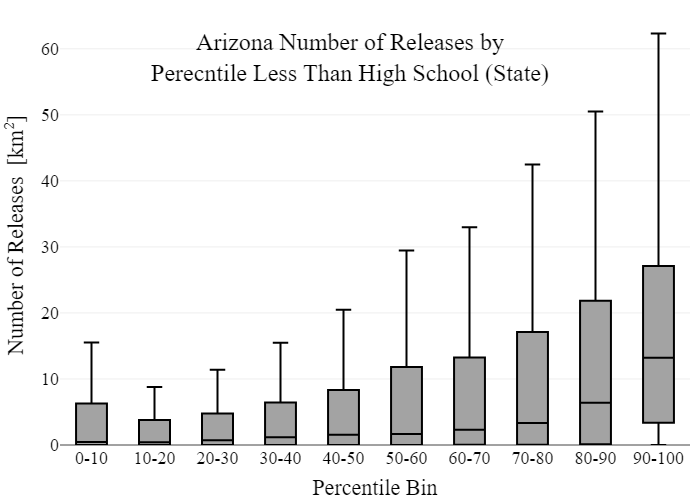 Arizona Number of Releases by
Perecntile Less Than High School (State)
Number of Releases [km²]
60
50
40
30
20
10
0
0-10 10-20 20-30 30-40 40-50 50-60 60-70 70-80 80-90 90-100
Percentile Bin